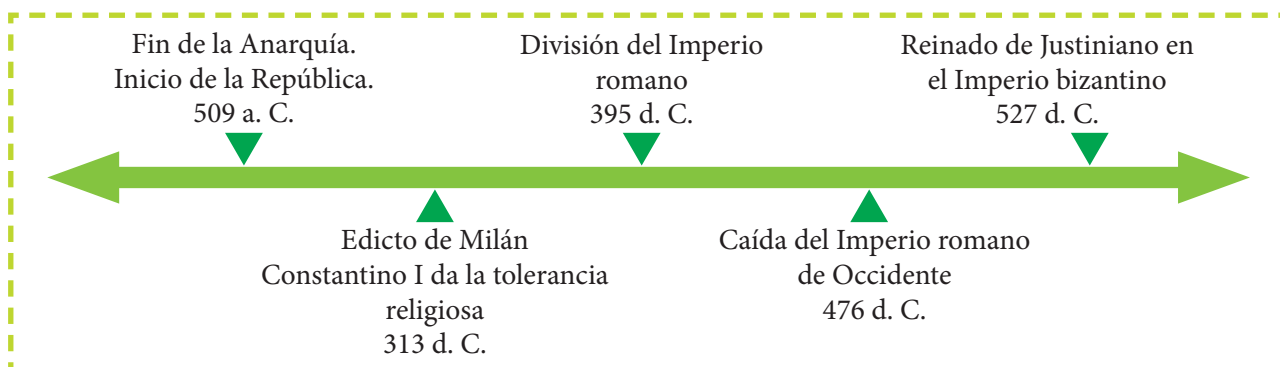 Fin de la Anarquía.
Inicio de la República.
509 a. C.
División del Imperio
romano
395 d. C.
Reinado de Justiniano en
el Imperio bizantino
527 d. C.
Edicto de Milán
Constantino I da la tolerancia
religiosa
313 d. C.
Caída del Imperio romano
de Occidente
476 d. C.